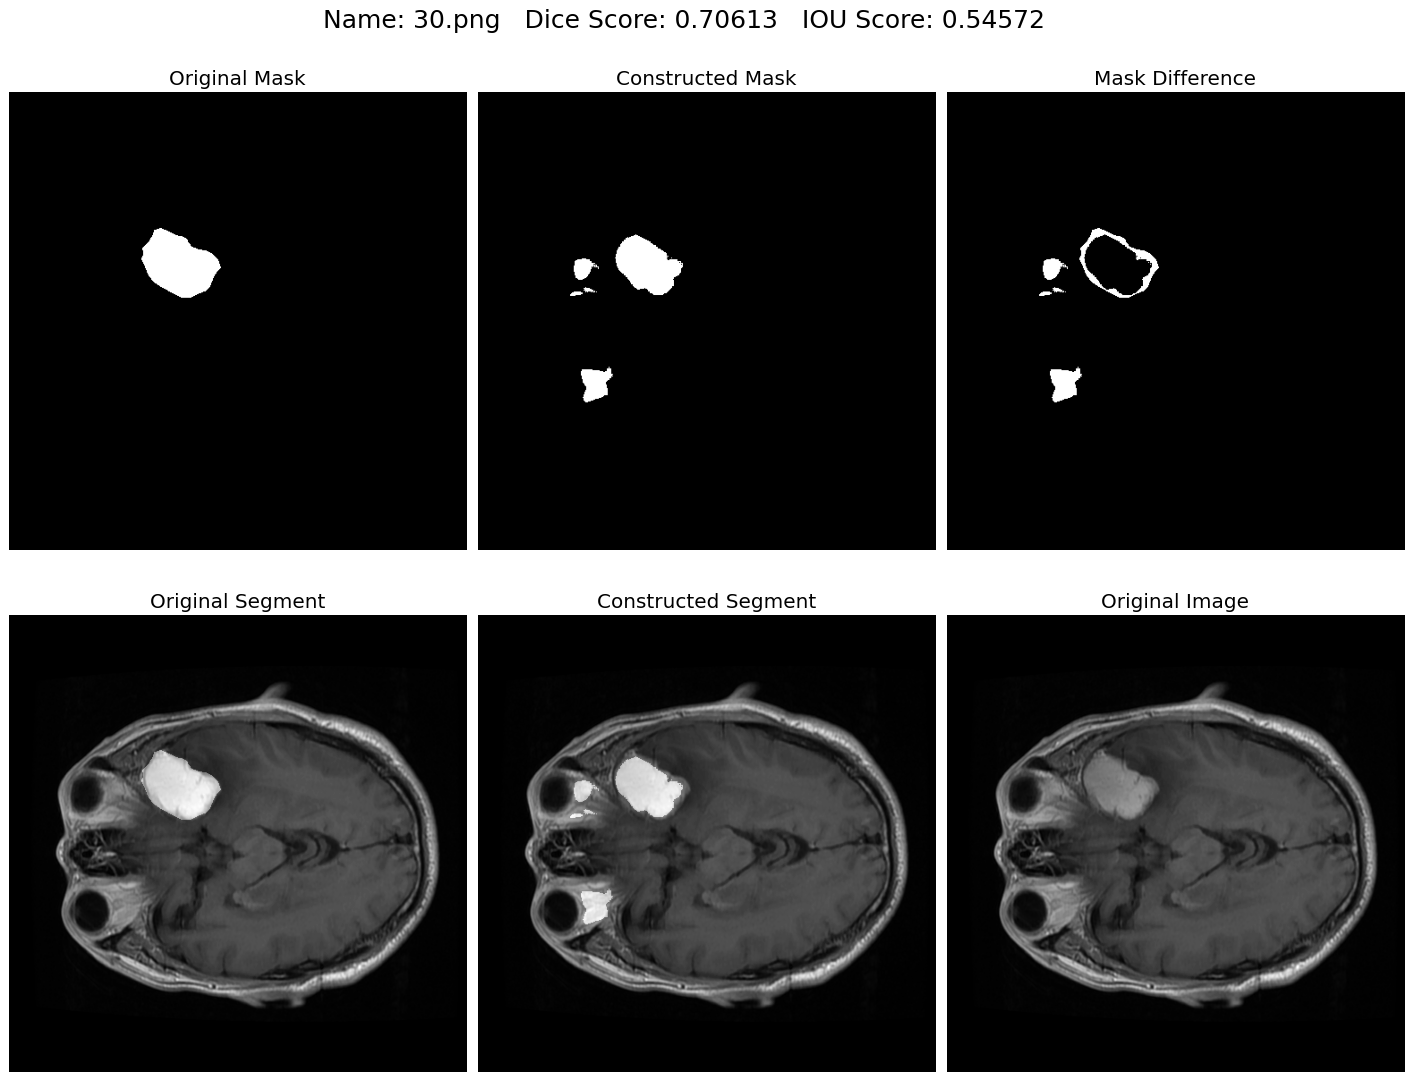 Name: 30.png   Dice Score: 0.70613   IOU Score: 0.54572
Original Mask
Constructed Mask
Mask Difference
Original Segment
Constructed Segment
Original Image